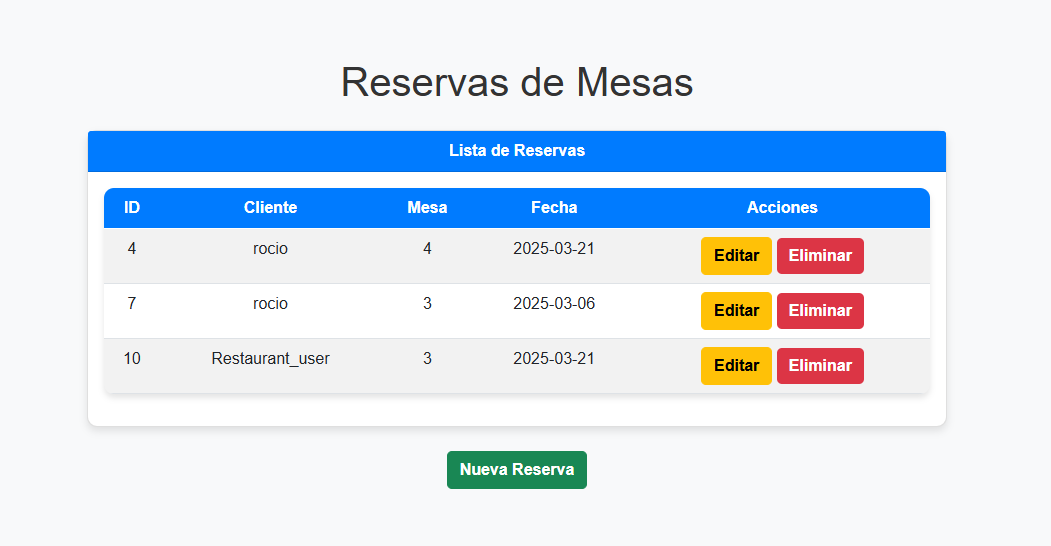 Reservas de Mesas
Lista de Reservas
ID Cliente Mesa Fecha Acciones
4 rocio 4 2025-03-21 Editar Eliminar
7 rocio 3 2025-03-06 Editar Eliminar
10 Restaurant_user 3 2025-03-21 Editar Eliminar
Nueva Reserva